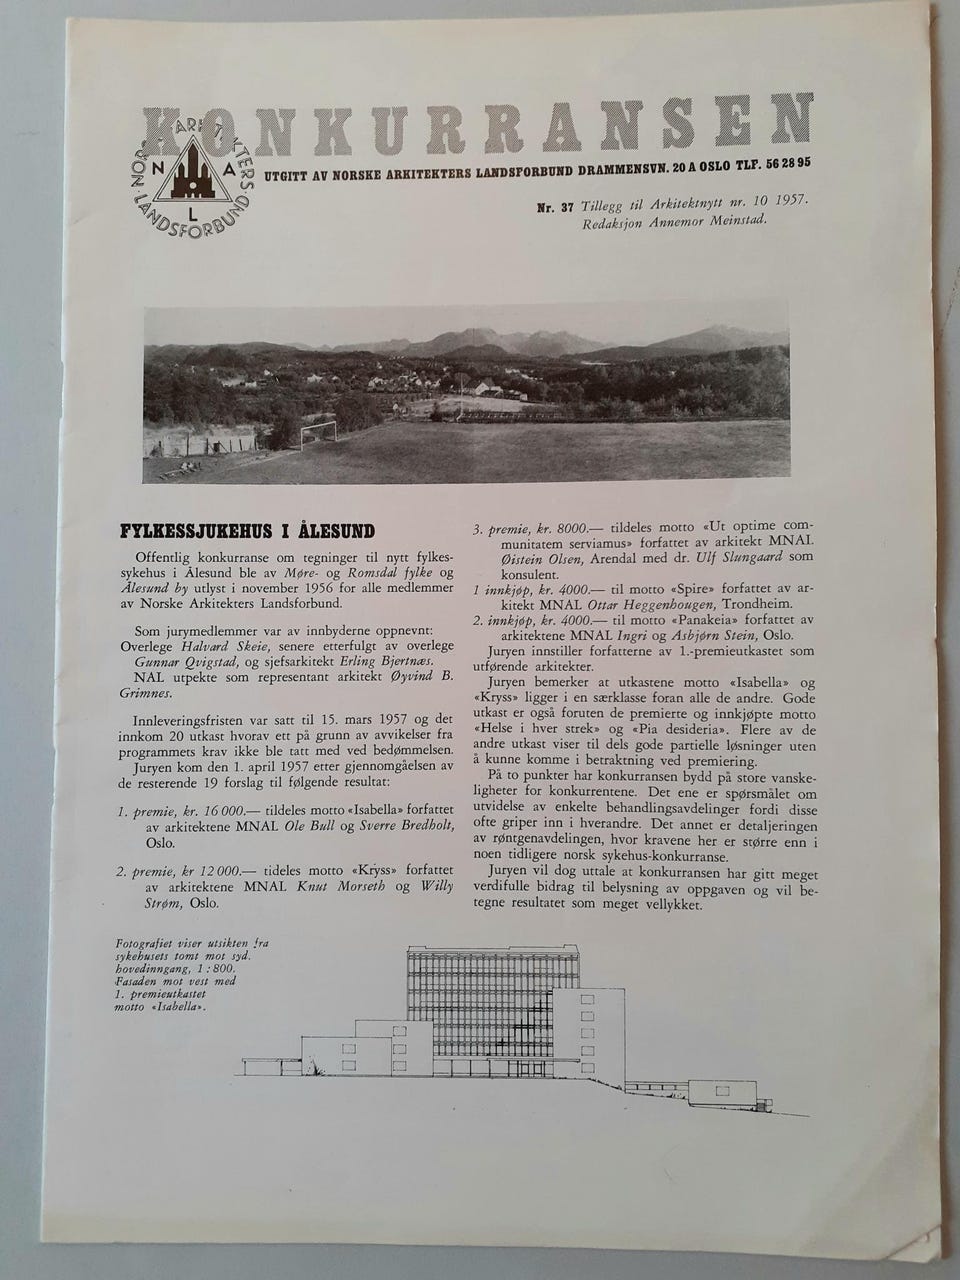 KONKURRANSEN
NORSKE ARKITEKTERS LANDSFORBUND
N A
L
UTGITT AV NORSKE ARKITEKTERS LANDSFORBUND DRAMMENSVN. 20 A OSLO TLF. 56 28 95
Nr. 37 Tillegg til Arkitektnytt nr. 10 1957.
Redaksjon Annemor Meinstad.
FYLKESSJUKEHUS I ÅLESUND
Offentlig konkurranse om tegninger til nytt fylkes-
sykehus i Ålesund ble av Møre- og Romsdal fylke og
Ålesund by utlyst i november 1956 for alle medlemmer
av Norske Arkitekters Landsforbund.
Som jurymedlemmer var av innbyderne oppnevnt:
Overlege Halvard Skeie, senere etterfulgt av overlege
Gunnar Qvigstad, og sjefsarkitekt Erling Bjertnæs.
NAL utpekte som representant arkitekt Øyvind B.
Grimnes.
Innleveringsfristen var satt til 15. mars 1957 og det
innkom 20 utkast hvorav ett på grunn av avvikelser fra
programmets krav ikke ble tatt med ved bedømmelsen.
Juryen kom den 1. april 1957 etter gjennomgåelsen av
de resterende 19 forslag til følgende resultat:
1. premie, kr. 16 000.— tildeles motto «Isabella» forfattet
av arkitektene MNAL Ole Bull og Sverre Bredholt,
Oslo.
2. premie, kr 12 000.— tideles motto «Kryss» forfattet
av arkitektene MNAL Knut Morseth og Willy
Strøm, Oslo.
3. premie, kr. 8000.— tildeles motto «Ut optime com-
munitatem serviamus» forfattet av arkitekt MNAL
Øistein Olsen, Arendal med dr. Ulf Slungaard som
konsulent.
1 innkjøp, kr. 4000.— til motto «Spire» forfattet av ar-
kitekt MNAL Ottar Heggenhougen, Trondheim.
2. innkjøp, kr. 4000.— til motto «Panakeia» forfattet av
arkitektene MNAL Ingri og Asbjørn Stein, Oslo.
Juryen innstiller forfatterne av 1.-premieutkastet som
utførende arkitekter.
Juryen bemerker at utkastene motto «Isabella» og
«Kryss» ligger i en særklasse foran alle de andre. Gode
utkast er også foruten de premierte og innkjøpte motto
«Helse i hver strek» og «Pia desideria». Flere av de
andre utkast viser til dels gode partielle løsninger uten
å kunne komme i betraktning ved premiering.
På to punkter har konkurransen bydd på store vanske-
ligheter for konkurrentene. Det ene er spørsmålet om
utvidelse av enkelte behandlingsavdelinger fordi disse
ofte griper inn i hverandre. Det annet er detaljeringen
av røntgenavdelingen, hvor kravene her er større enn i
noen tidligere norsk sykehus-konkurranse.
Juryen vil dog uttale at konkurransen har gitt meget
verdifulle bidrag til belysning av oppgaven og vil be-
tegne resultatet som meget vellykket.
Fotografiet viser utsikten fra
sykehusets tomt mot syd.
hovedinngang, 1 : 800.
Fasaden mot vest med
1. premieutkastet
motto «Isabella».